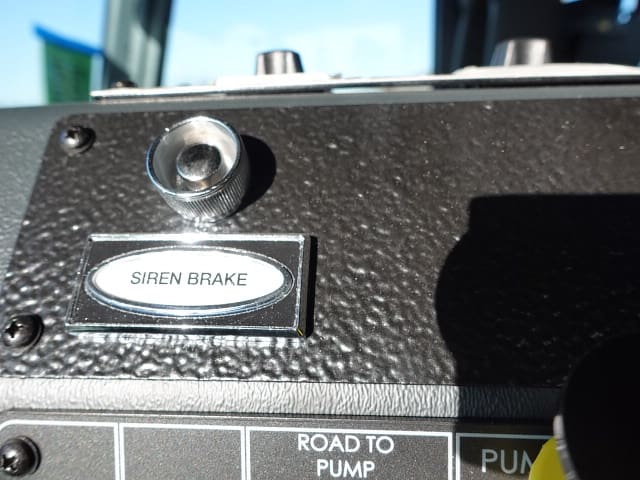 SIREN BRAKE
ROAD TO
PUMP